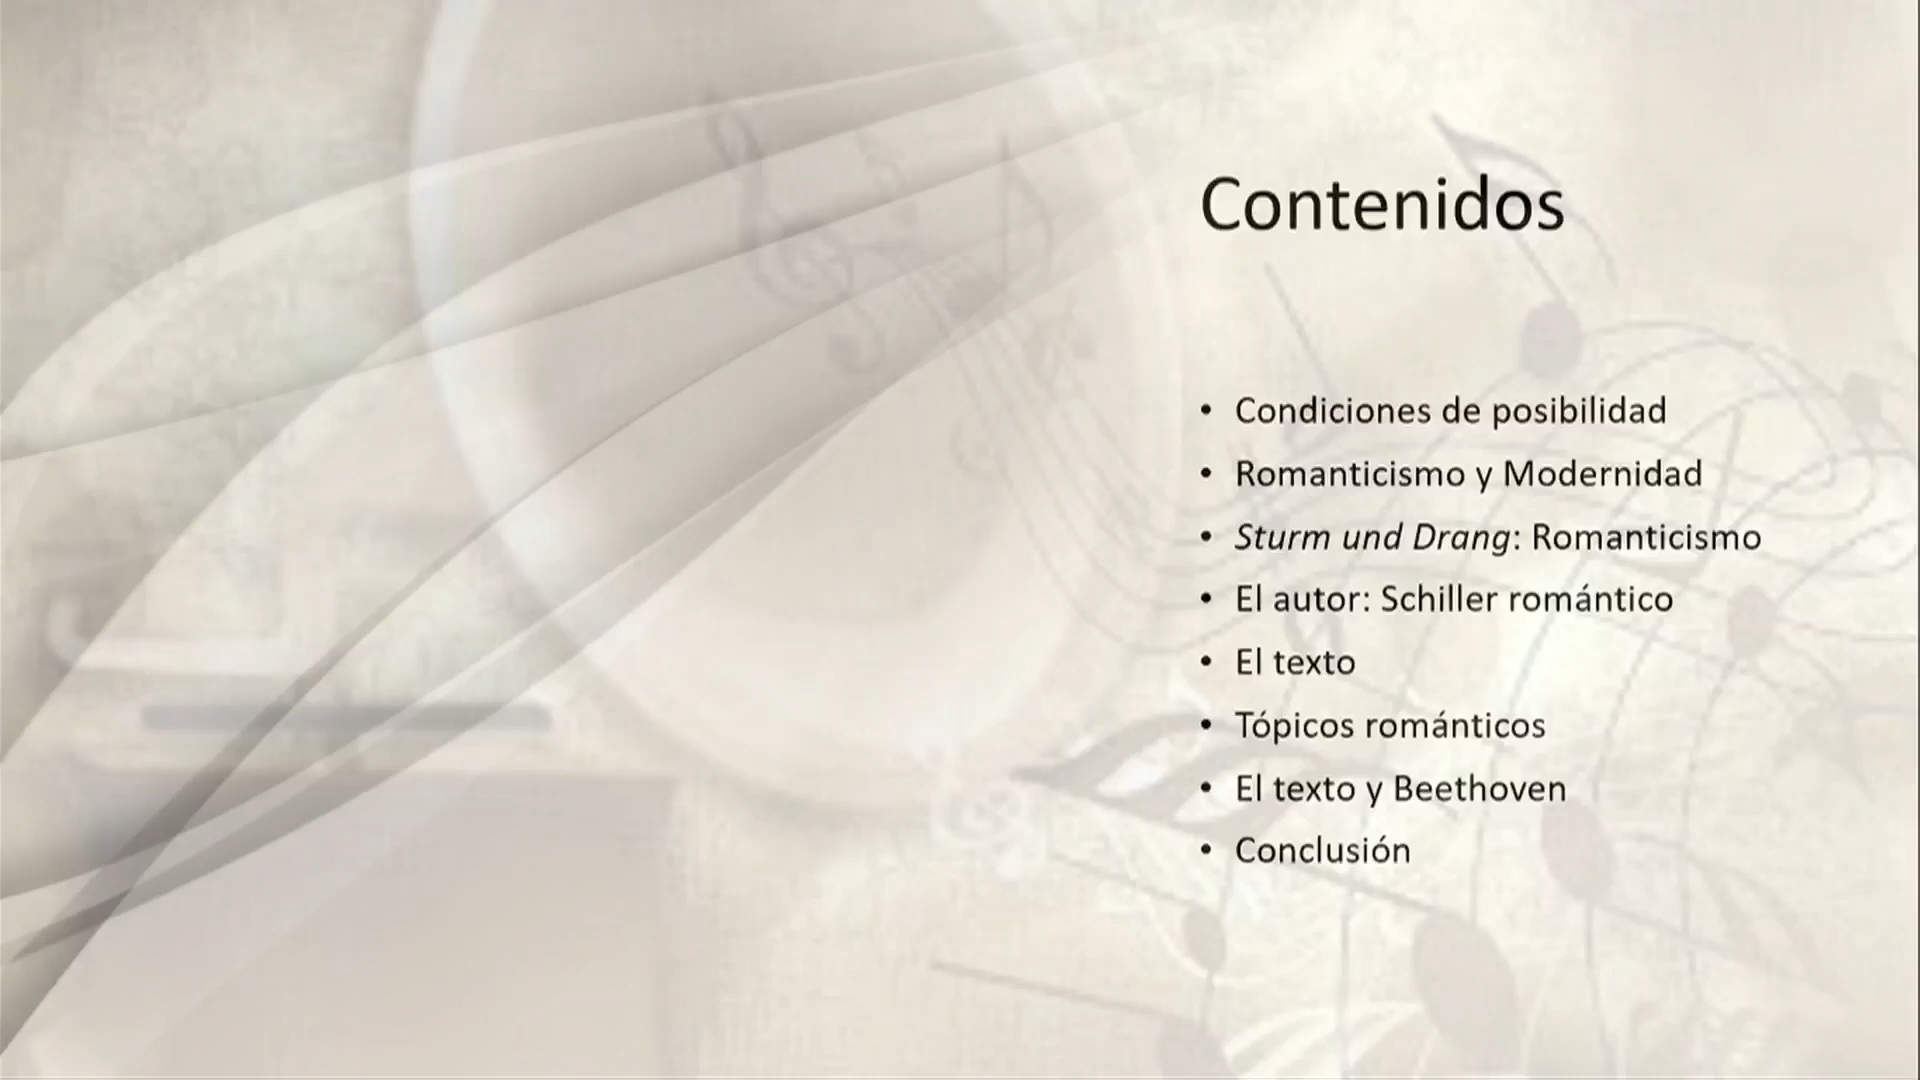 Contenidos
• Condiciones de posibilidad
• Romanticismo y Modernidad
• Sturm und Drang: Romanticismo
• El autor: Schiller romántico
• El texto
• Tópicos románticos
• El texto y Beethoven
• Conclusión